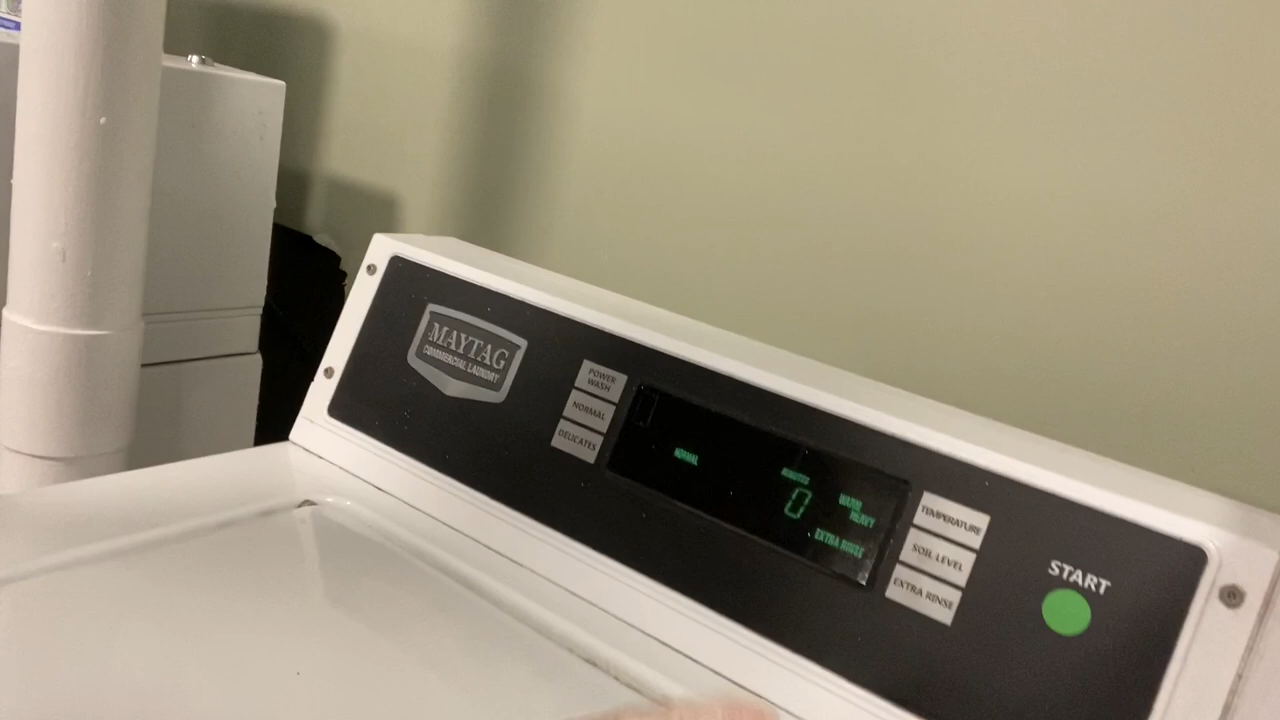 MAYTAG
COMMERCIAL LAUNDRY
POWER
WASH
NORMAL
DELICATES
NORMAL
MINUTES
0
WARM
HEAVY
EXTRA RINSE
TEMPERATURE
SOIL LEVEL
EXTRA RINSE
START